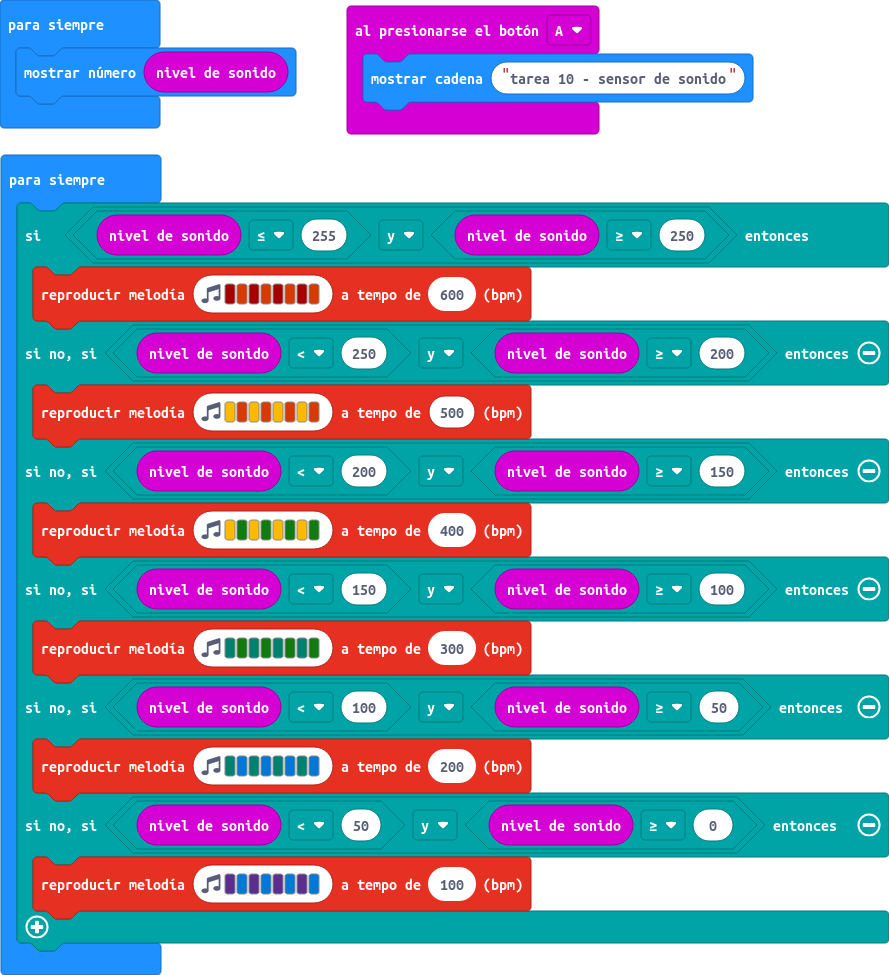 para siempre
mostrar número nivel de sonido
al presionarse el botón A
mostrar cadena "tarea 10 - sensor de sonido"
para siempre
si nivel de sonido ≤ 255 y nivel de sonido ≥ 250 entonces
reproducir melodía a tempo de 600 (bpm)
si no, si nivel de sonido < 250 y nivel de sonido ≥ 200 entonces
reproducir melodía a tempo de 500 (bpm)
si no, si nivel de sonido < 200 y nivel de sonido ≥ 150 entonces
reproducir melodía a tempo de 400 (bpm)
si no, si nivel de sonido < 150 y nivel de sonido ≥ 100 entonces
reproducir melodía a tempo de 300 (bpm)
si no, si nivel de sonido < 100 y nivel de sonido ≥ 50 entonces
reproducir melodía a tempo de 200 (bpm)
si no, si nivel de sonido < 50 y nivel de sonido ≥ 0 entonces
reproducir melodía a tempo de 100 (bpm)